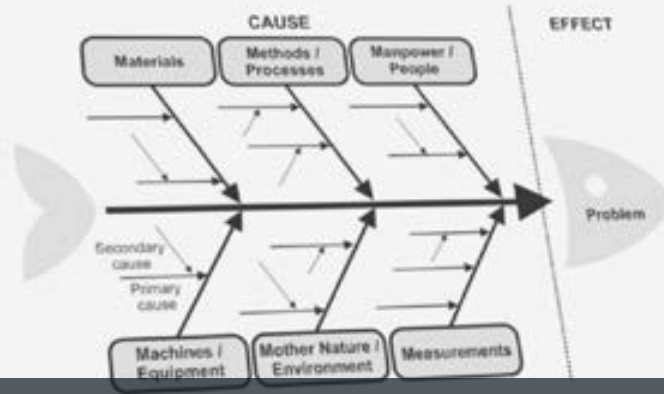 CAUSE
EFFECT
Materials
Methods /
Processes
Manpower /
People
Problem
Secondary
cause
Primary
cause
Machines /
Equipment
Mother Nature /
Environment
Measurements